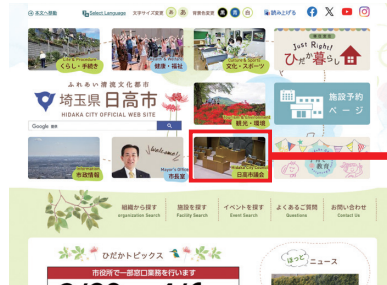 本文へ移動
Select Language
文字サイズ変更
背景色変更
読み上げる
くらし・手続き
健康・福祉
文化・スポーツ
Just Right!
ひだか暮らし
ふれあい清流文化都市
埼玉県日高市
HIDAKA CITY OFFICIAL WEB SITE
Google
観光・環境
施設予約
ページ
市政情報
Welcome!
Mayor's Office
市長室
日高市議会
教育
組織から探す
organization Search
施設を探す
Facility Search
イベントを探す
Event Search
よくあるご質問
Questions
お問い合わせ
Contact Us
ひだかトピックス
ほっと
ニュース
市役所で一部窓口業務を行います